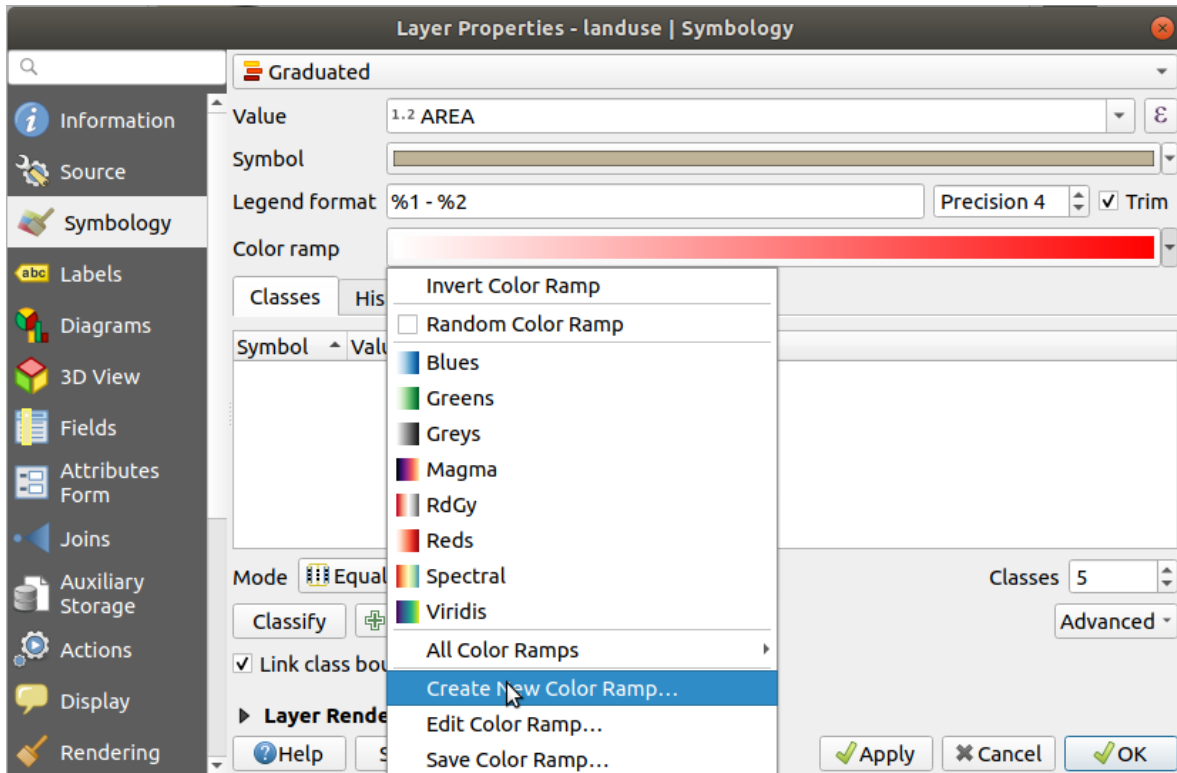 Layer Properties - landuse | Symbology
Graduated
Information
Value
1.2 AREA
ε
Source
Symbol
Symbology
Legend format
%1 - %2
Precision 4
Trim
Color ramp
abc Labels
Classes
His
Invert Color Ramp
Diagrams
Random Color Ramp
Symbol
Valu
3D View
Blues
Fields
Greens
Greys
Attributes
Form
Magma
RdGy
Joins
Reds
Auxiliary
Storage
Mode
Equal
Spectral
Classes
5
Viridis
Classify
Advanced
Actions
All Color Ramps
Link class bou
Create New Color Ramp...
Display
Layer Rende
Edit Color Ramp...
Rendering
Help
S
Save Color Ramp...
Apply
Cancel
OK